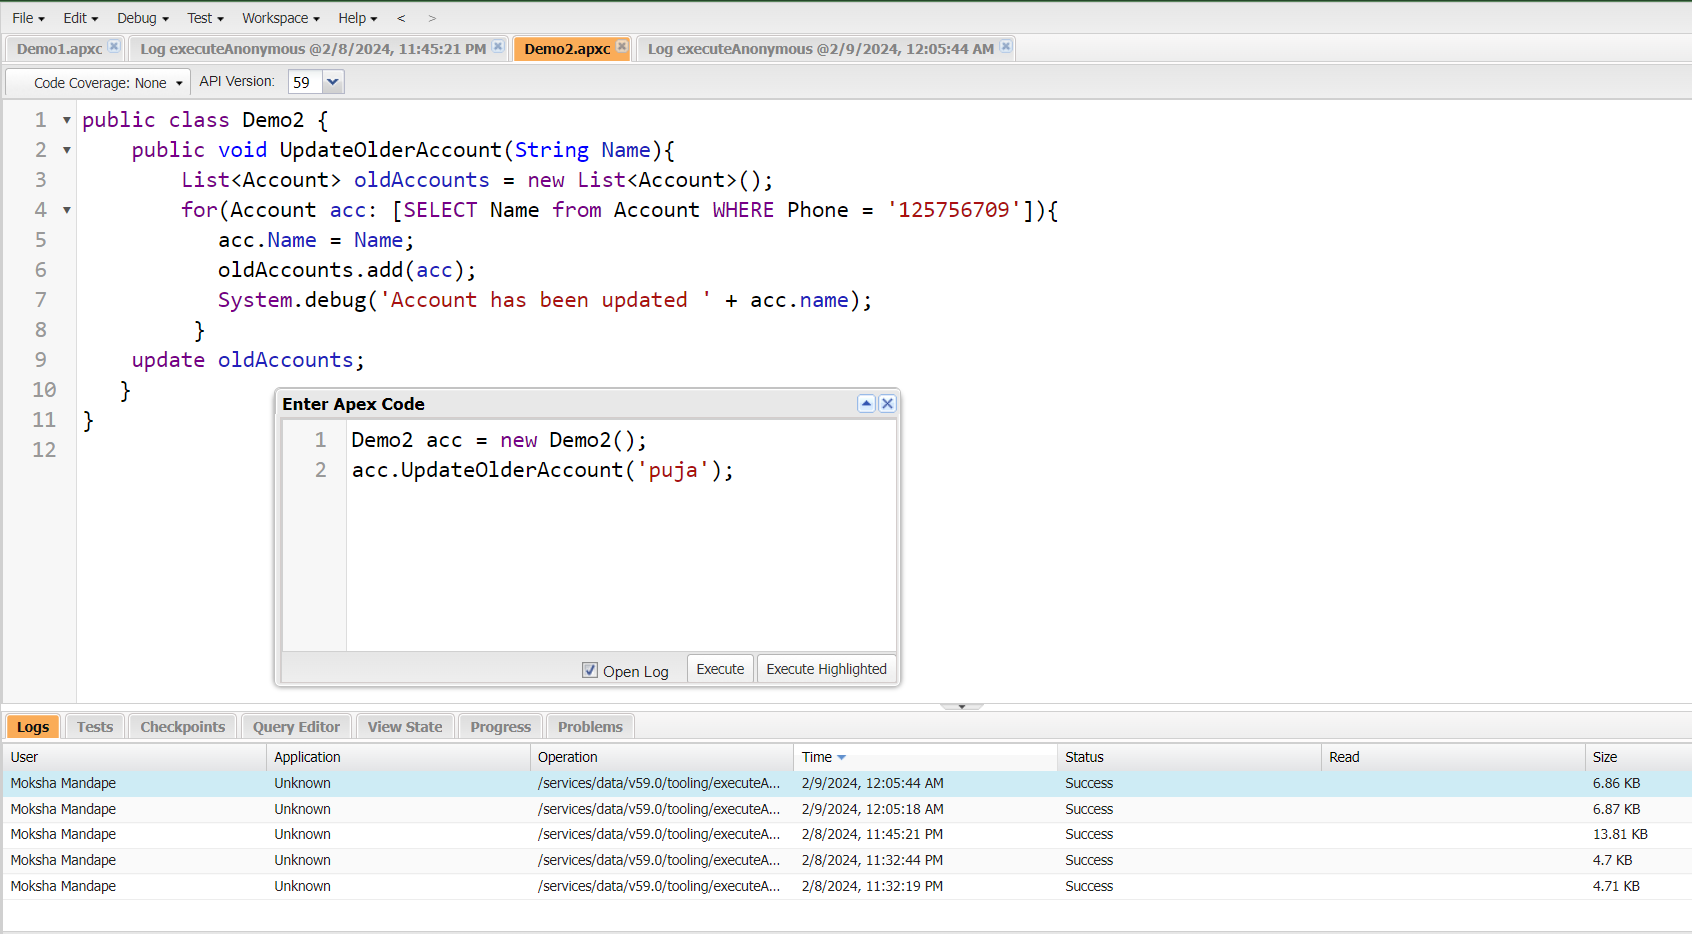 File Edit Debug Test Workspace Help < >
Demo1.apxc Log executeAnonymous @2/8/2024, 11:45:21 PM Demo2.apxc Log executeAnonymous @2/9/2024, 12:05:44 AM
Code Coverage: None API Version: 59
1 public class Demo2 {
2 public void UpdateOlderAccount(String Name){
3 List<Account> oldAccounts = new List<Account>();
4 for(Account acc: [SELECT Name from Account WHERE Phone = '125756709']){
5 acc.Name = Name;
6 oldAccounts.add(acc);
7 System.debug('Account has been updated ' + acc.name);
8 }
9 update oldAccounts;
10 }
11 }
12
Enter Apex Code
1 Demo2 acc = new Demo2();
2 acc.UpdateOlderAccount('puja');
Open Log Execute Execute Highlighted
Logs Tests Checkpoints Query Editor View State Progress Problems
User Application Operation Time Status Read Size
Moksha Mandape Unknown /services/data/v59.0/tooling/executeA... 2/9/2024, 12:05:44 AM Success 6.86 KB
Moksha Mandape Unknown /services/data/v59.0/tooling/executeA... 2/9/2024, 12:05:18 AM Success 6.87 KB
Moksha Mandape Unknown /services/data/v59.0/tooling/executeA... 2/8/2024, 11:45:21 PM Success 13.81 KB
Moksha Mandape Unknown /services/data/v59.0/tooling/executeA... 2/8/2024, 11:32:44 PM Success 4.7 KB
Moksha Mandape Unknown /services/data/v59.0/tooling/executeA... 2/8/2024, 11:32:19 PM Success 4.71 KB